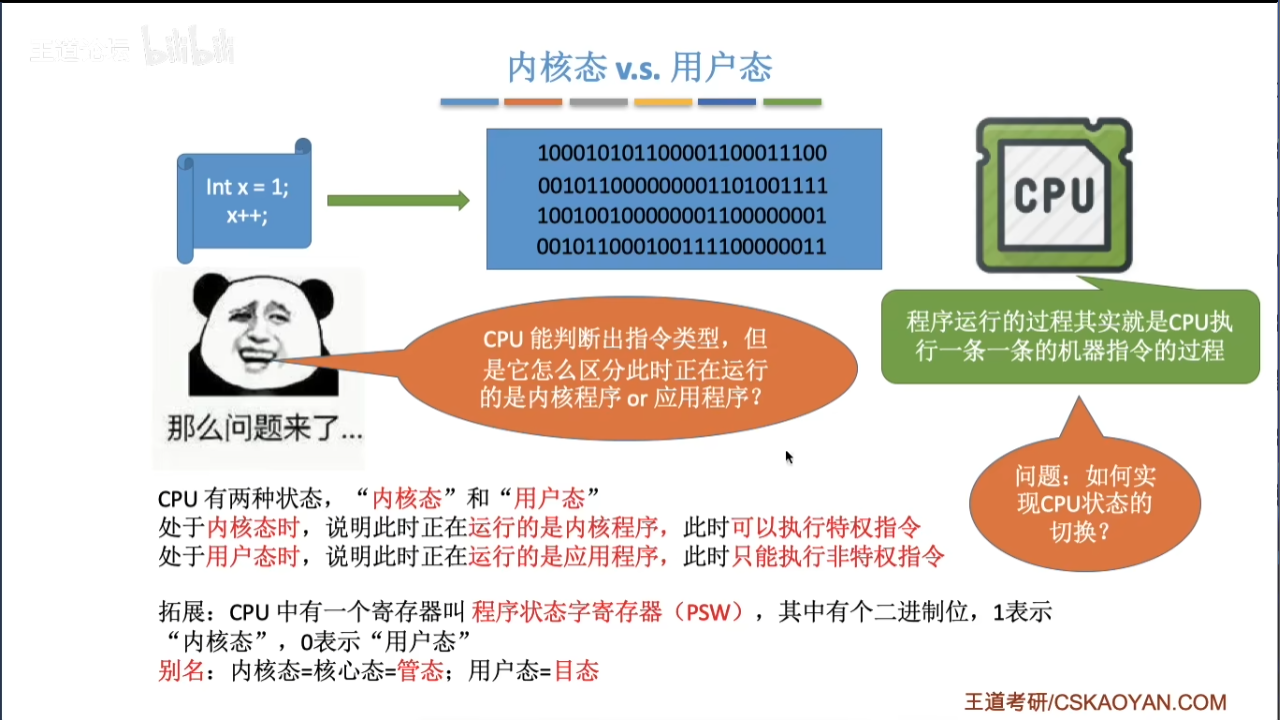 王道论坛 bilibili
内核态 v.s. 用户态
Int x = 1;
x++;
100010101100001100011100
001011000000001101001111
100100100000001100000001
001011000100111100000011
CPU
程序运行的过程其实就是CPU执
行一条一条的机器指令的过程
CPU 能判断出指令类型，但
是它怎么区分此时正在运行
的是内核程序 or 应用程序？
那么问题来了...
问题：如何实
现CPU状态的
切换？
CPU 有两种状态，“内核态”和“用户态”
处于内核态时，说明此时正在运行的是内核程序，此时可以执行特权指令
处于用户态时，说明此时正在运行的是应用程序，此时只能执行非特权指令
拓展：CPU 中有一个寄存器叫 程序状态字寄存器（PSW），其中有个二进制位，1表示
“内核态”，0表示“用户态”
别名：内核态=核心态=管态；用户态=目态
王道考研/CSKAOYAN.COM